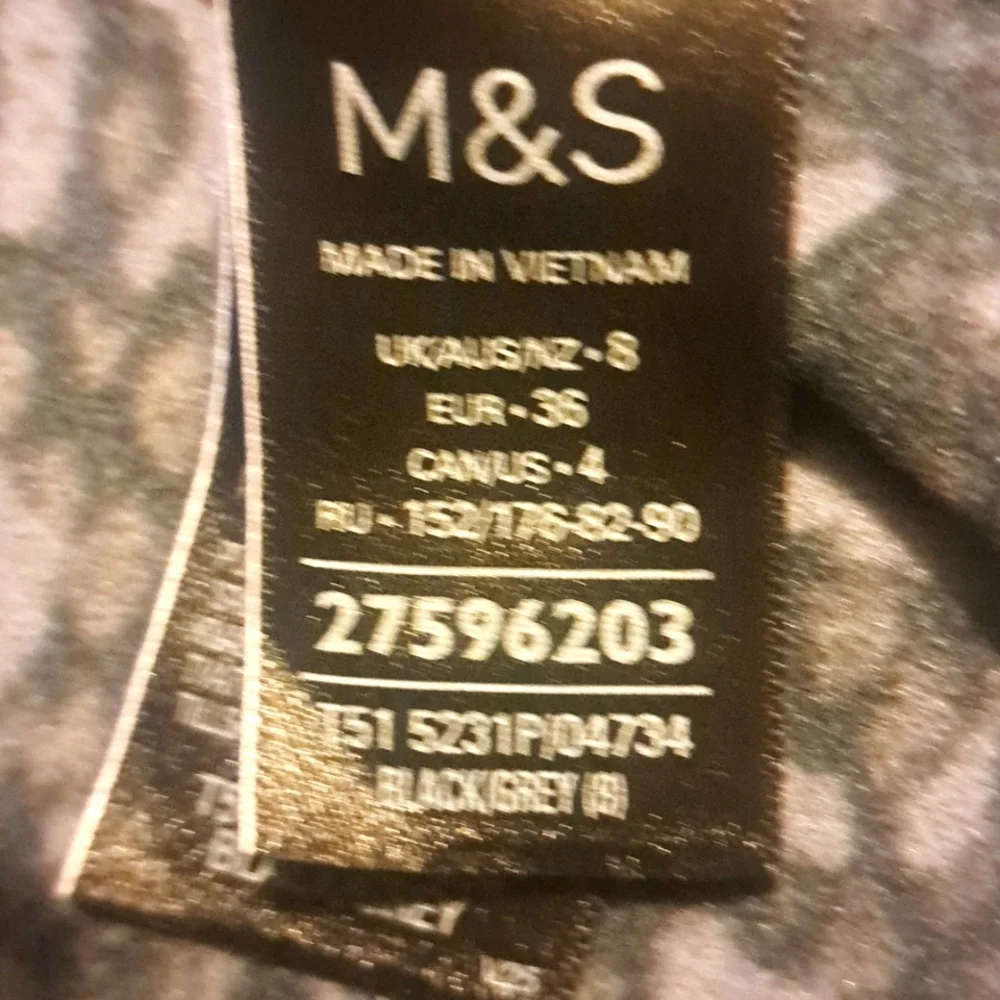 M&S
MADE IN VIETNAM
UK/AUS/NZ - 8
EUR - 36
CAN/US - 4
RU - 152/176-82-90
27596203
T51 5231P/04734
BLACK/GREY (8)